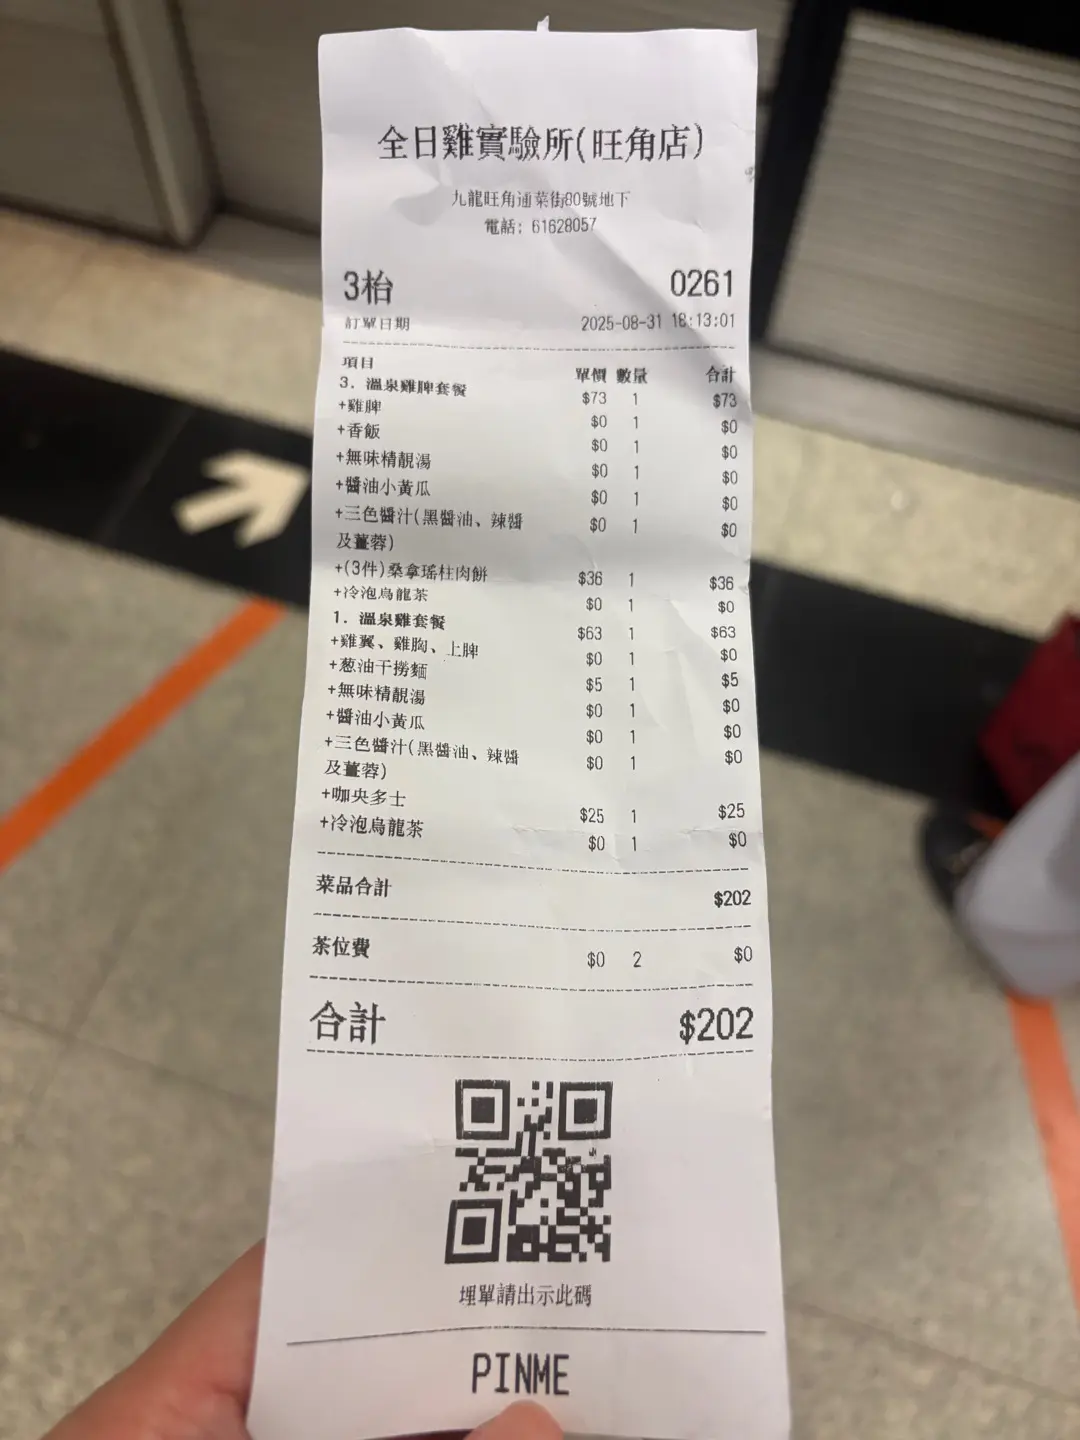 全日雞實驗所(旺角店)
九龍旺角通菜街80號地下
電話: 61628057
3枱 0261
訂單日期 2025-08-31 18:13:01
項目 單價 數量 合計
3. 溫泉雞脾套餐 $73 1 $73
+雞脾 $0 1 $0
+香飯 $0 1 $0
+無味精靚湯 $0 1 $0
+醬油小黃瓜 $0 1 $0
+三色醬汁(黑醬油、辣醬 $0 1 $0
及薑蓉)
+(3件)桑拿瑤柱肉餅 $36 1 $36
+冷泡烏龍茶 $0 1 $0
1. 溫泉雞套餐 $63 1 $63
+雞翼、雞胸、上脾 $0 1 $0
+葱油干撈麵 $5 1 $5
+無味精靚湯 $0 1 $0
+醬油小黃瓜 $0 1 $0
+三色醬汁(黑醬油、辣醬 $0 1 $0
及薑蓉)
+咖央多士 $25 1 $25
+冷泡烏龍茶 $0 1 $0
菜品合計 $202
茶位費 $0 2 $0
合計 $202
埋單請出示此碼
PINME